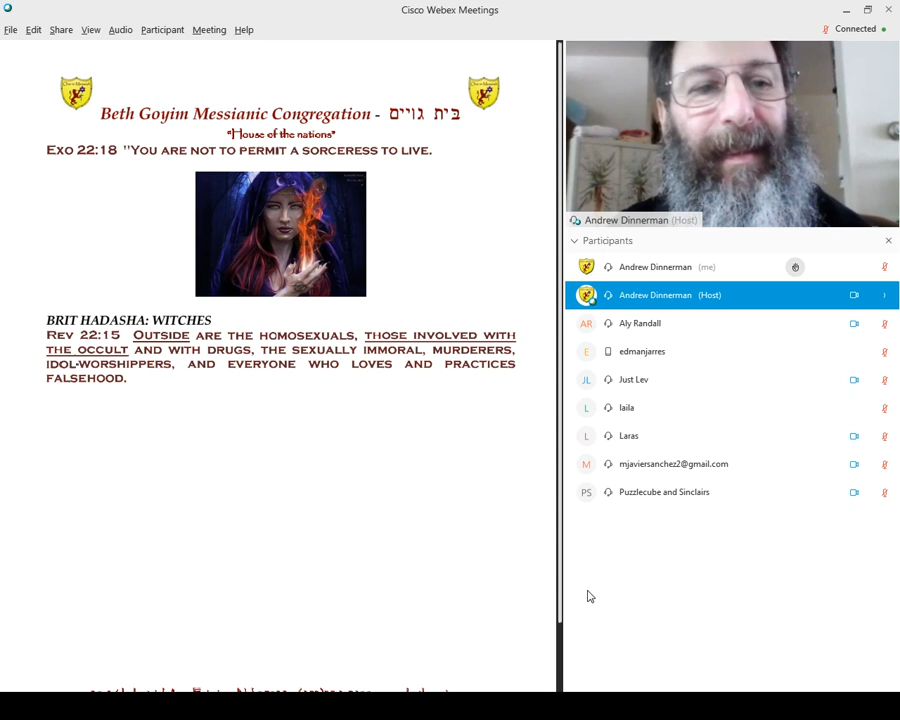 Cisco Webex Meetings
File Edit Share View Audio Participant Meeting Help
Connected
Beth Goyim Messianic Congregation - בית גויים
"House of the nations"
Exo 22:18 "You are not to permit a sorceress to live.
BRIT HADASHA: WITCHES
Rev 22:15 Outside are the homosexuals, those involved with
the occult and with drugs, the sexually immoral, murderers,
idol-worshippers, and everyone who loves and practices
falsehood.
Andrew Dinnerman (Host)
Participants
Andrew Dinnerman (me)
Andrew Dinnerman (Host)
AR Aly Randall
E edmanjarres
JL Just Lev
L laila
L Laras
M mjaviersanchez2@gmail.com
PS Puzzlecube and Sinclairs